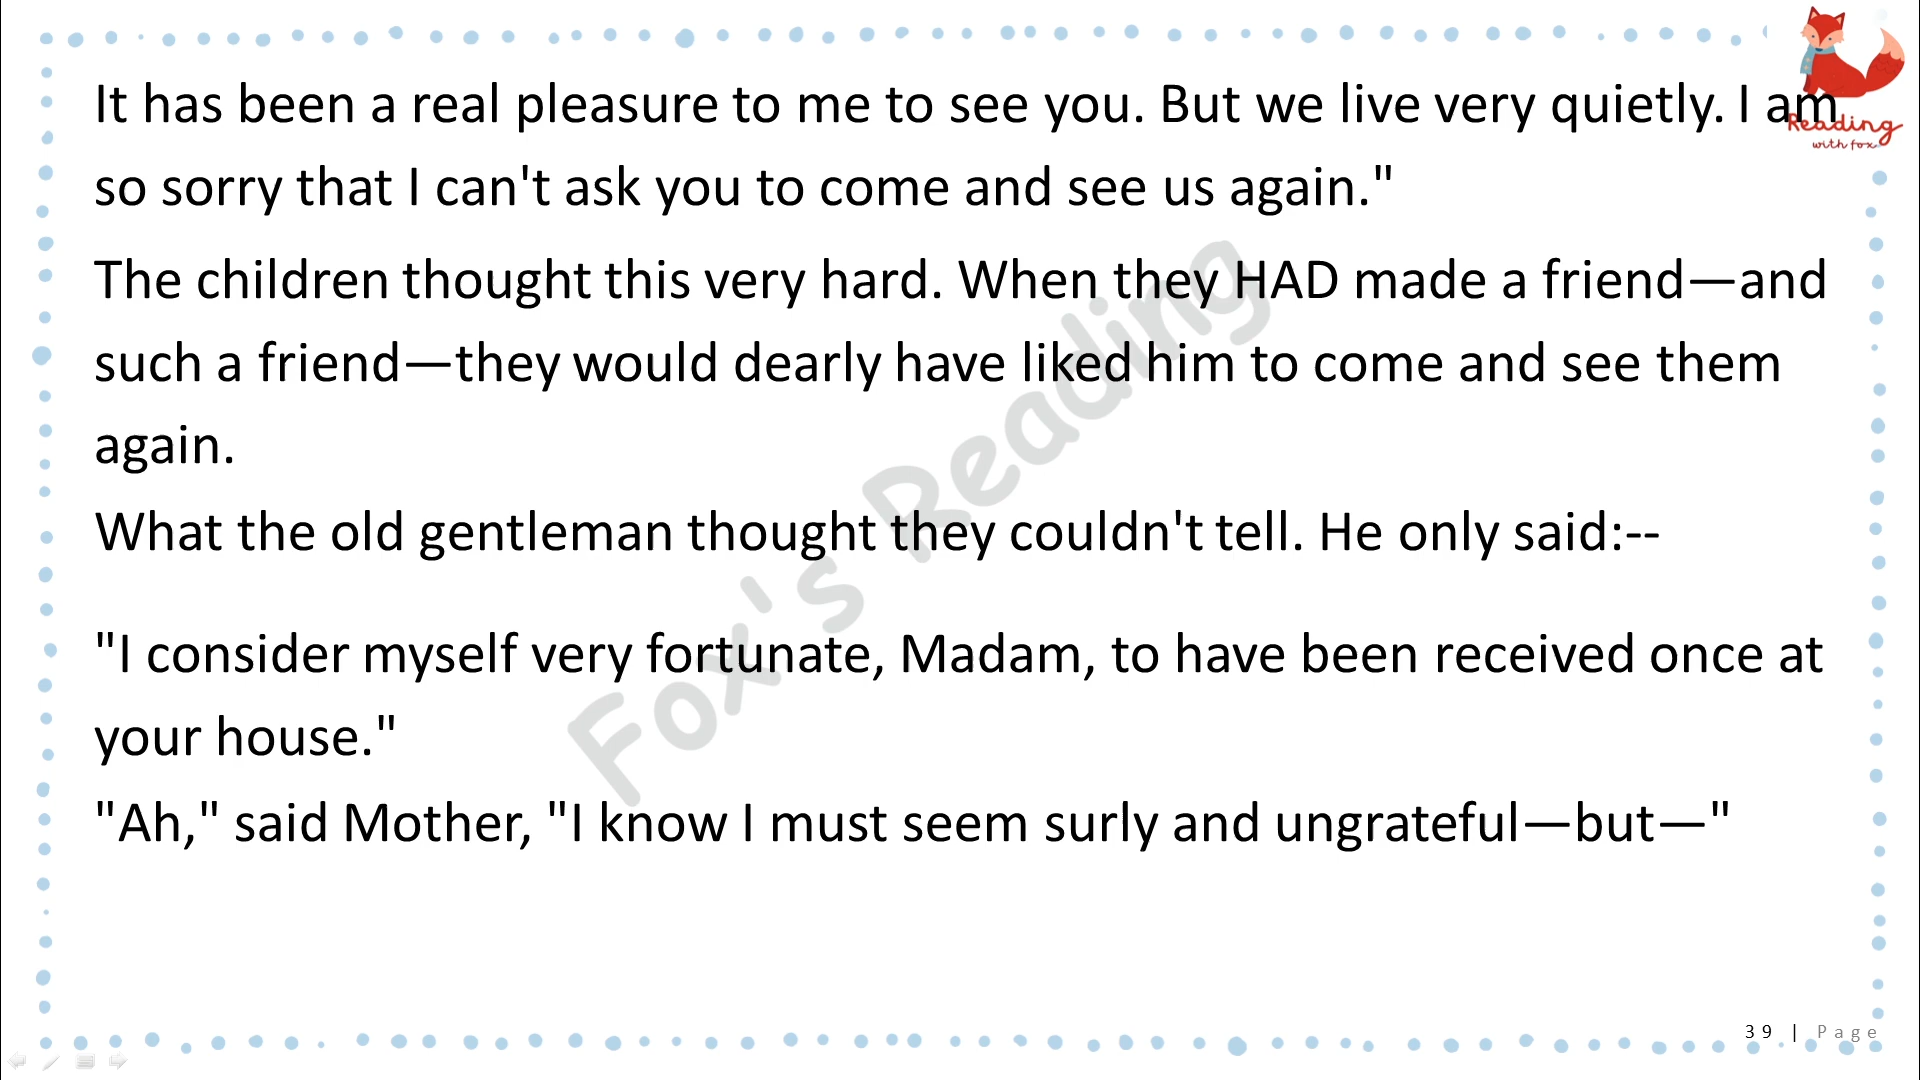 It has been a real pleasure to me to see you. But we live very quietly. I am
so sorry that I can't ask you to come and see us again."
The children thought this very hard. When they HAD made a friend—and
such a friend—they would dearly have liked him to come and see them
again.
What the old gentleman thought they couldn't tell. He only said:--
"I consider myself very fortunate, Madam, to have been received once at
your house."
"Ah," said Mother, "I know I must seem surly and ungrateful—but—"
Reading
with fox
Fox's Reading
39 | Page